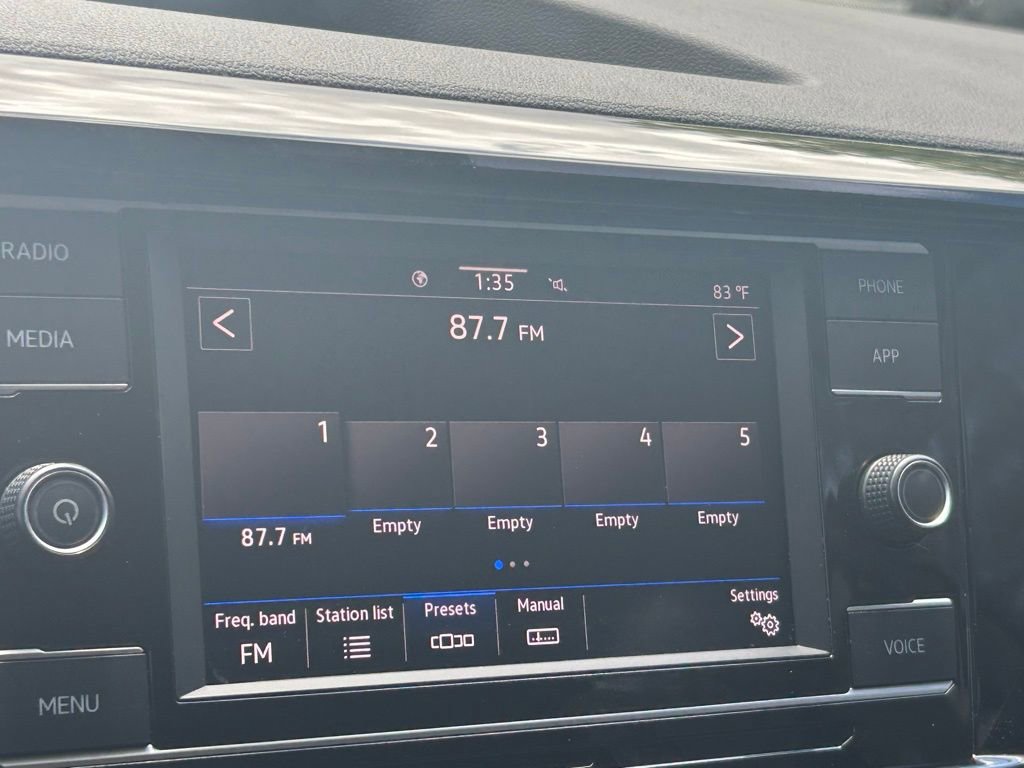 RADIO
MEDIA
MENU
1:35
83 °F
<
87.7 FM
>
1
2
3
4
5
87.7 FM
Empty
Empty
Empty
Empty
Freq. band
FM
Station list
Presets
Manual
Settings
PHONE
APP
VOICE